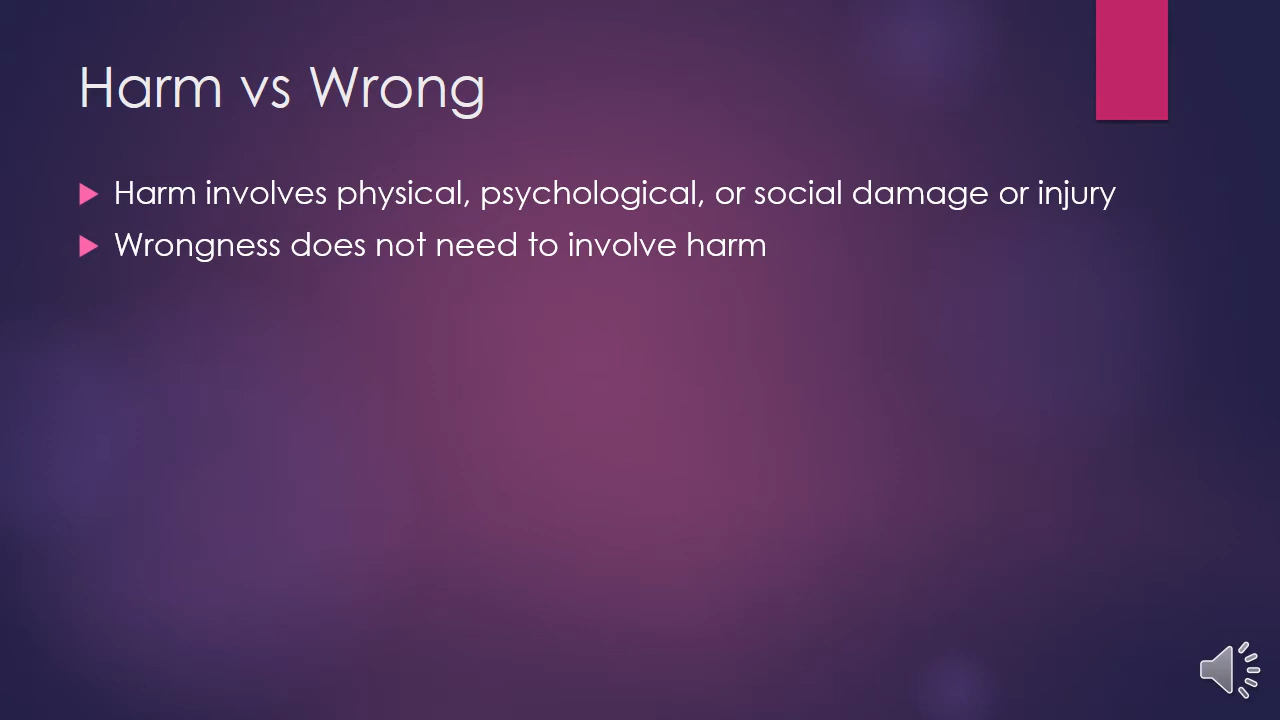 Harm vs Wrong
Harm involves physical, psychological, or social damage or injury
Wrongness does not need to involve harm